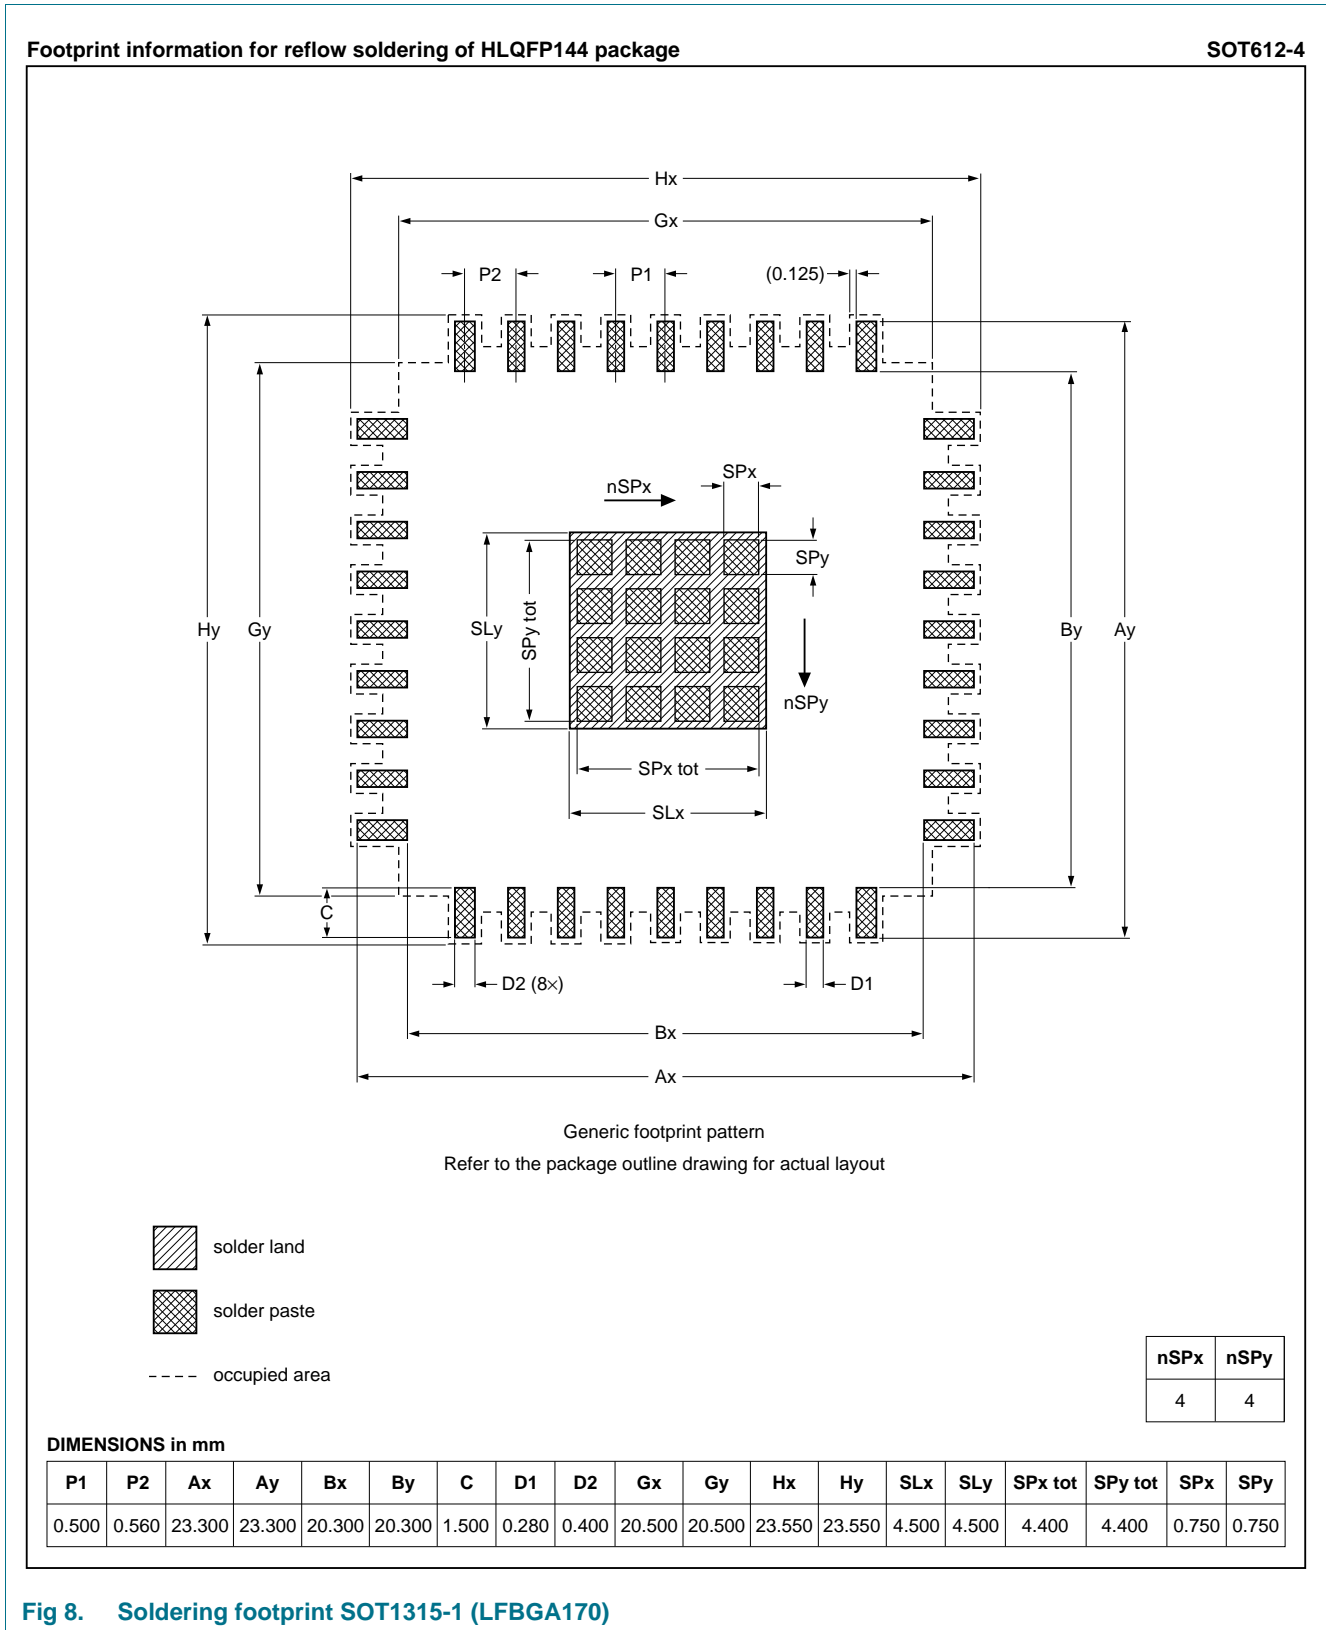 Footprint information for reflow soldering of HLQFP144 package SOT612-4
Hx
Gx
P2 P1 (0.125)
SPx
nSPx
SPy
Hy Gy SLy SPy tot By Ay
nSPy
SPx tot
SLx
C
D2 (8×) D1
Bx
Ax
Generic footprint pattern
Refer to the package outline drawing for actual layout
solder land
solder paste
occupied area
nSPx nSPy
4 4
DIMENSIONS in mm
P1 P2 Ax Ay Bx By C D1 D2 Gx Gy Hx Hy SLx SLy SPx tot SPy tot SPx SPy
0.500 0.560 23.300 23.300 20.300 20.300 1.500 0.280 0.400 20.500 20.500 23.550 23.550 4.500 4.500 4.400 4.400 0.750 0.750
Fig 8. Soldering footprint SOT1315-1 (LFBGA170)